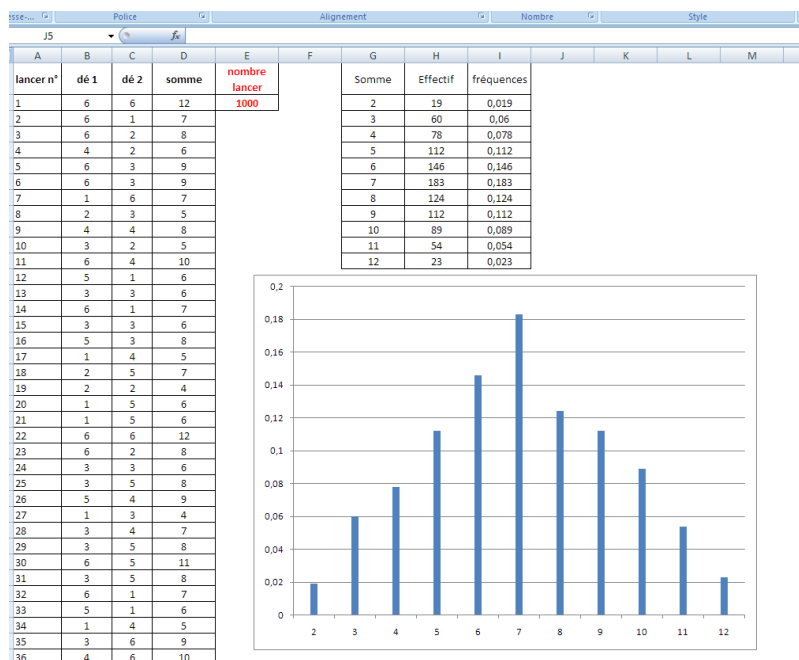 esse-... Police Alignement Nombre Style
J5 fx
A B C D E F G H I J K L M
lancer n° dé 1 dé 2 somme nombre lancer Somme Effectif fréquences
1 6 6 12 1000 2 19 0,019
2 6 1 7 3 60 0,06
3 6 2 8 4 78 0,078
4 4 2 6 5 112 0,112
5 6 3 9 6 146 0,146
6 6 3 9 7 183 0,183
7 1 6 7 8 124 0,124
8 2 3 5 9 112 0,112
9 4 4 8 10 89 0,089
10 3 2 5 11 54 0,054
11 6 4 10 12 23 0,023
12 5 1 6
13 3 3 6
14 6 1 7
15 3 3 6
16 5 3 8
17 1 4 5
18 2 5 7
19 2 2 4
20 1 5 6
21 1 5 6
22 6 6 12
23 6 2 8
24 3 3 6
25 3 5 8
26 5 4 9
27 1 3 4
28 3 4 7
29 3 5 8
30 6 5 11
31 3 5 8
32 6 1 7
33 5 1 6
34 1 4 5
35 3 6 9
36 4 6 10
0,2
0,18
0,16
0,14
0,12
0,1
0,08
0,06
0,04
0,02
0
2 3 4 5 6 7 8 9 10 11 12